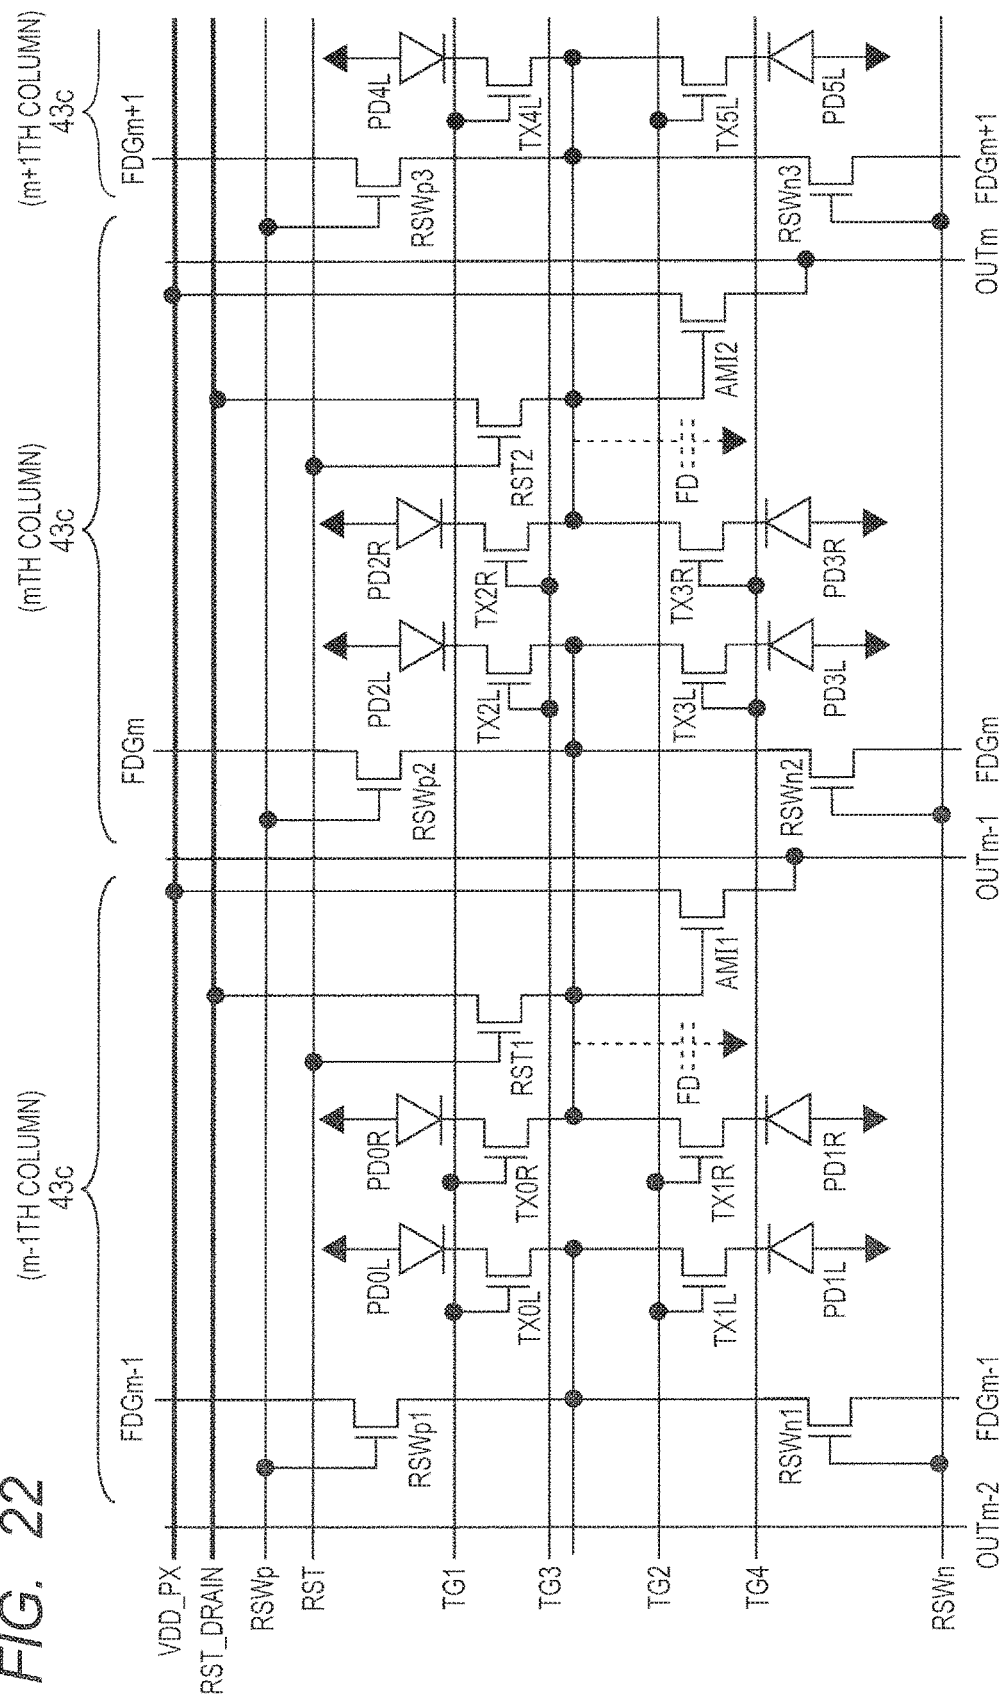 FIG. 22
(m-1TH COLUMN)
43c
(mTH COLUMN)
43c
(m+1TH COLUMN)
43c
FDGm-1
FDGm
FDGm+1
VDD_PX
RST_DRAIN
RSWp
RST
TG1
TG3
TG2
TG4
RSWn
RSWp1
PD0L
PD0R
RSWp2
PD2L
PD2R
RSWp3
PD4L
TX0L
TX0R
RST1
TX2L
TX2R
RST2
TX4L
FD
FD
TX1L
TX1R
AMI1
TX3L
TX3R
AMI2
TX5L
RSWn1
PD1L
PD1R
RSWn2
PD3L
PD3R
RSWn3
PD5L
OUTm-2
FDGm-1
OUTm-1
FDGm
OUTm
FDGm+1